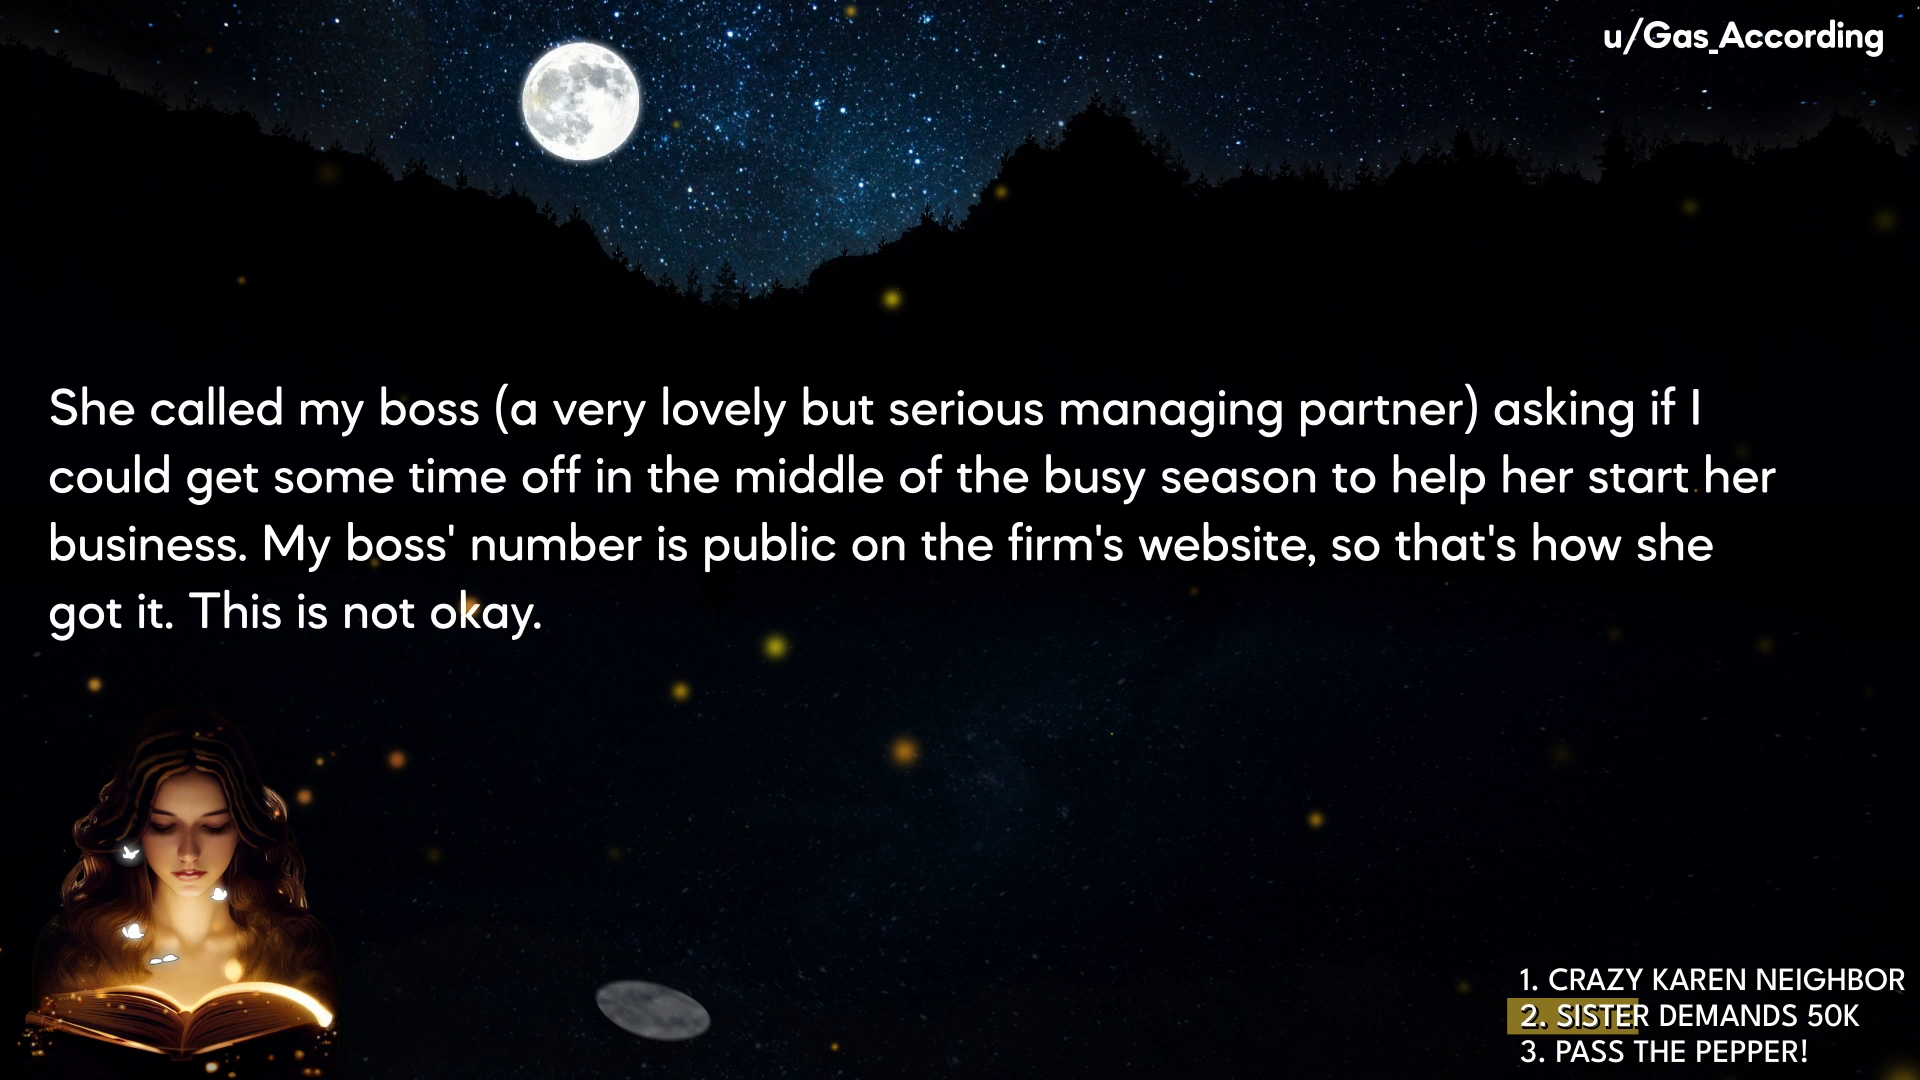 u/Gas_According
She called my boss (a very lovely but serious managing partner) asking if I
could get some time off in the middle of the busy season to help her start her
business. My boss' number is public on the firm's website, so that's how she
got it. This is not okay.
1. CRAZY KAREN NEIGHBOR
2. SISTER DEMANDS 50K
3. PASS THE PEPPER!